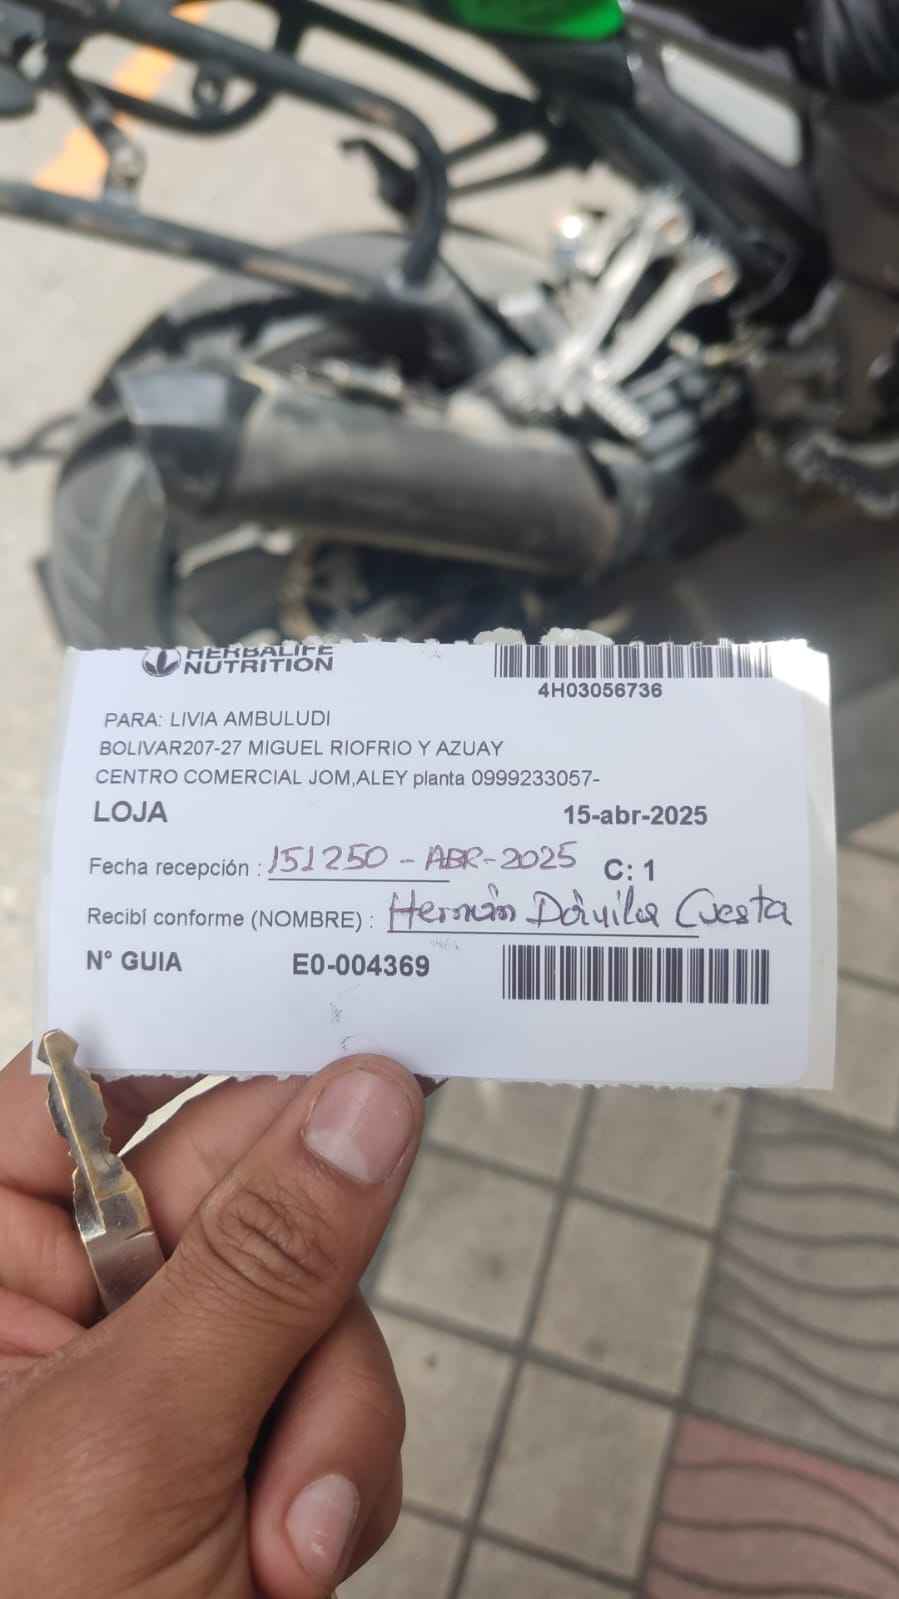 HERBALIFE
NUTRITION
4H03056736
PARA: LIVIA AMBULUDI
BOLIVAR207-27 MIGUEL RIOFRIO Y AZUAY
CENTRO COMERCIAL JOM,ALEY planta 0999233057-
LOJA 15-abr-2025
Fecha recepción : 151250 - ABR-2025 C: 1
Recibí conforme (NOMBRE) : Hernán Dávila Cuesta
N° GUIA E0-004369